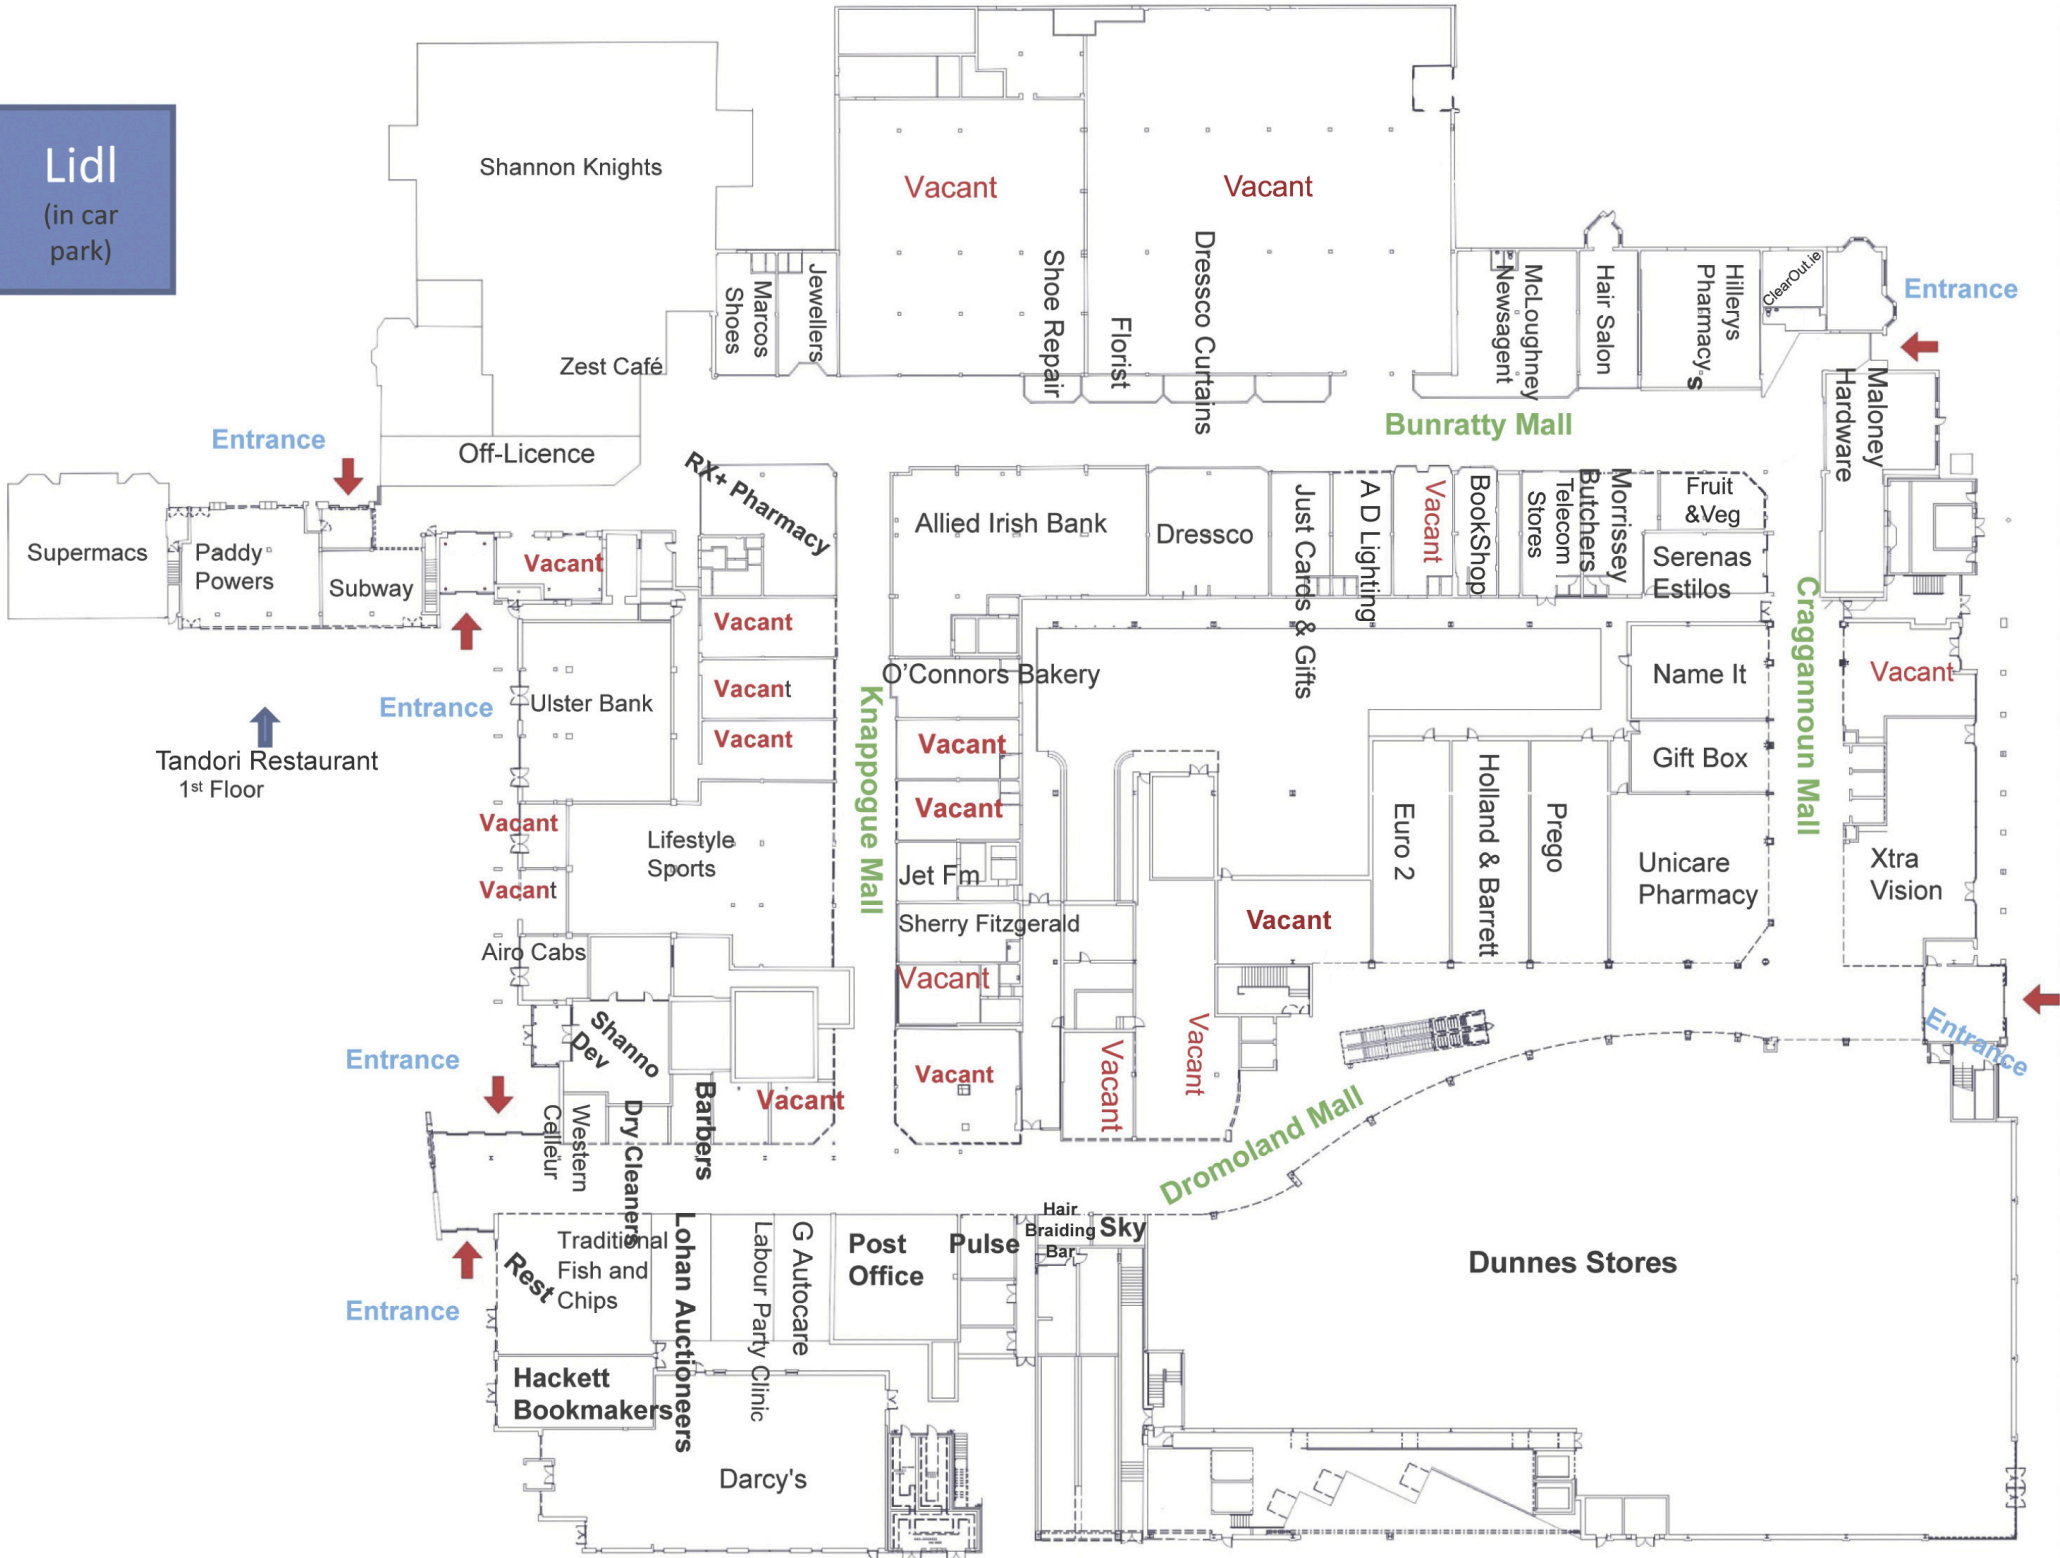 Lidl
(in car
park)
Shannon Knights
Vacant
Vacant
Marcos
Shoes
Jewellers
Shoe Repair
Florist
Dressco Curtains
McLoughney
Newsagent
Hair Salon
Hillerys
Pharmacy
s
ClearOut.ie
Entrance
Zest Café
Off-Licence
Bunratty Mall
Maloney
Hardware
Entrance
Supermacs
Paddy
Powers
Subway
Vacant
RX+ Pharmacy
Allied Irish Bank
Dressco
Just Cards & Gifts
A D Lighting
Vacant
BookShop
Telecom
Stores
Morrissey
Butchers
Fruit
&Veg
Serenas
Estilos
Craggannoun Mall
Vacant
Vacant
Vacant
Ulster Bank
Entrance
Tandori Restaurant
1st Floor
Knappogue Mall
O'Connors Bakery
Vacant
Vacant
Name It
Gift Box
Vacant
Vacant
Vacant
Lifestyle
Sports
Jet Fm
Sherry Fitzgerald
Vacant
Vacant
Vacant
Vacant
Vacant
Euro 2
Holland & Barrett
Prego
Unicare
Pharmacy
Xtra
Vision
Airo Cabs
Shanno
Dev
Entrance
Entrance
Western
Celleur
Dry Cleaners
Barbers
Vacant
Dromoland Mall
Entrance
Rest
Traditional
Fish and
Chips
Lohan Auctioneers
Labour Party Clinic
G Autocare
Post
Office
Pulse
Hair
Braiding
Bar
Sky
Dunnes Stores
Hackett
Bookmakers
Darcy's